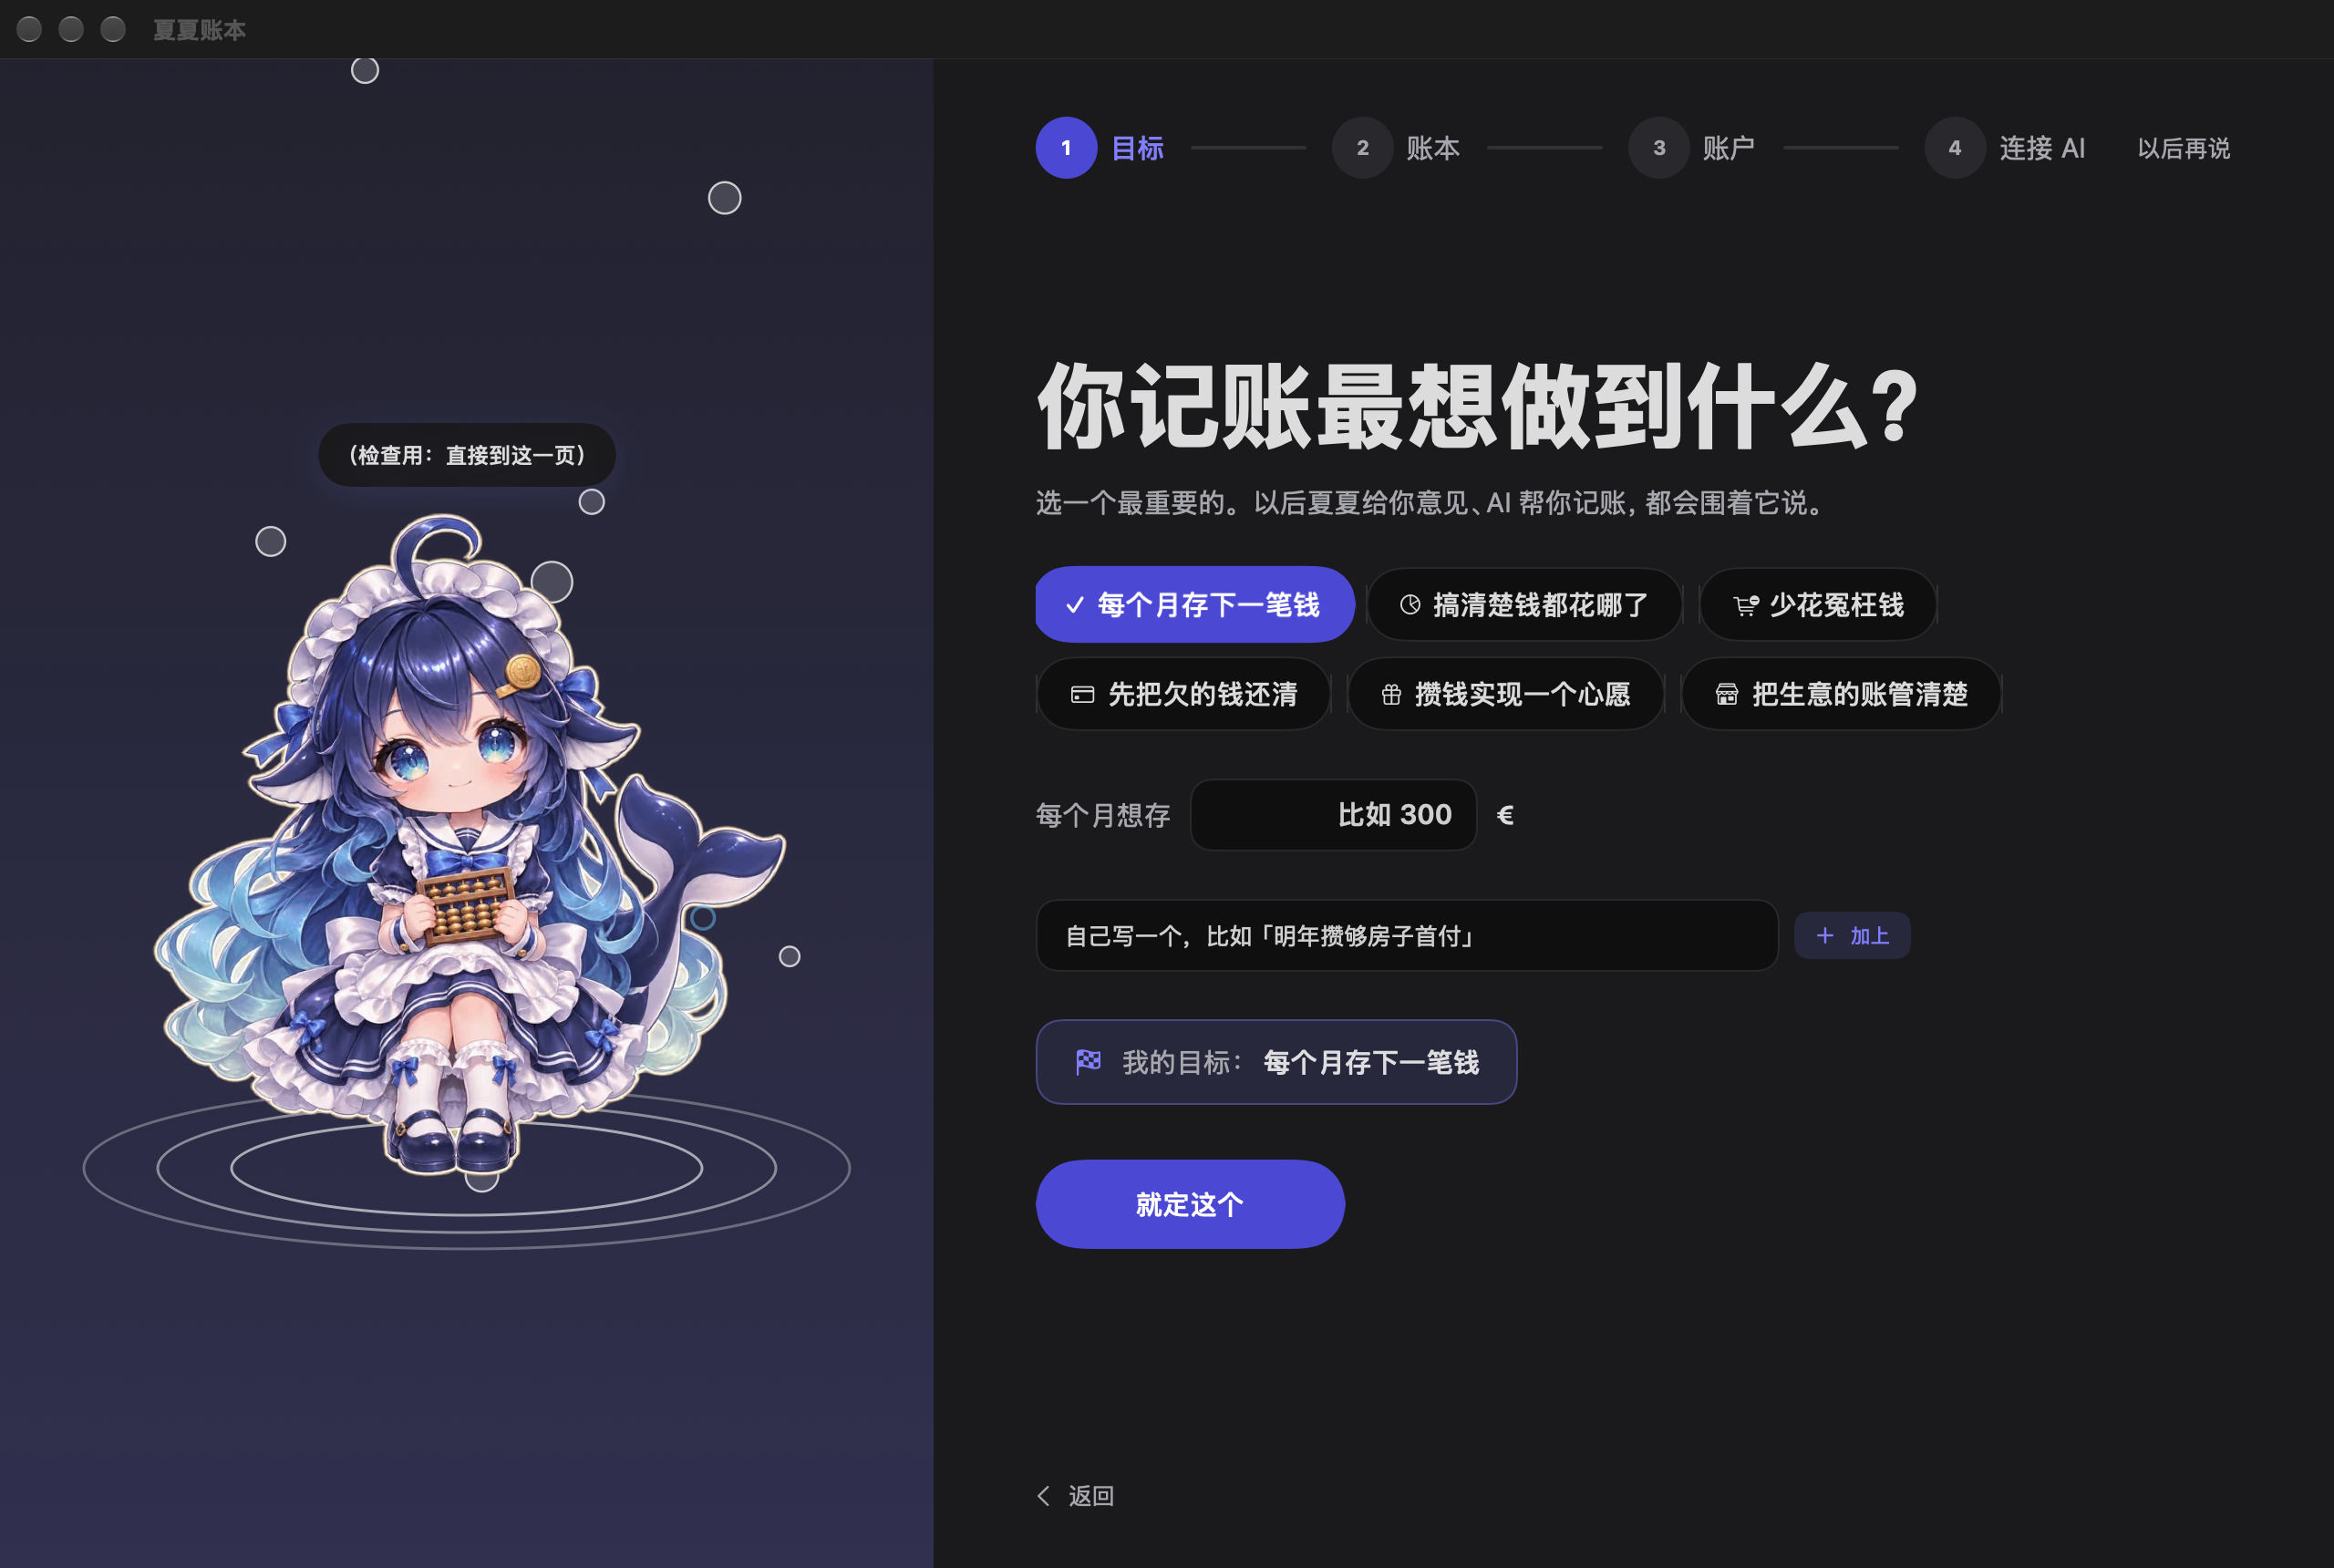 夏夏账本
1 目标 2 账本 3 账户 4 连接 AI 以后再说
(检查用：直接到这一页)
你记账最想做到什么?
选一个最重要的。以后夏夏给你意见、AI 帮你记账，都会围着它说。
每个月存下一笔钱 搞清楚钱都花哪了 少花冤枉钱
先把欠的钱还清 攒钱实现一个心愿 把生意的账管清楚
每个月想存 比如 300 €
自己写一个，比如「明年攒够房子首付」 加上
我的目标： 每个月存下一笔钱
就定这个
返回